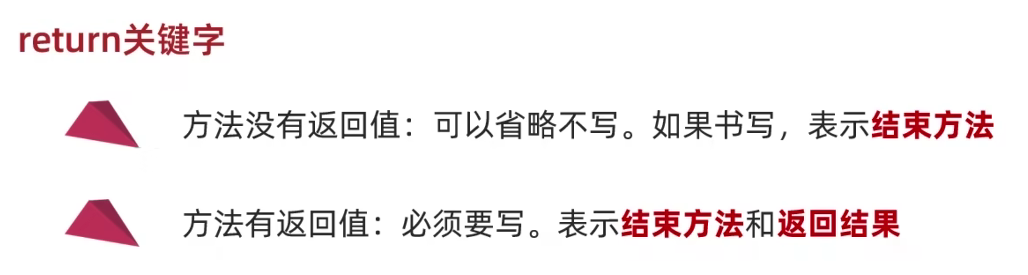 return关键字
方法没有返回值：可以省略不写。如果书写，表示结束方法
方法有返回值：必须要写。表示结束方法和返回结果